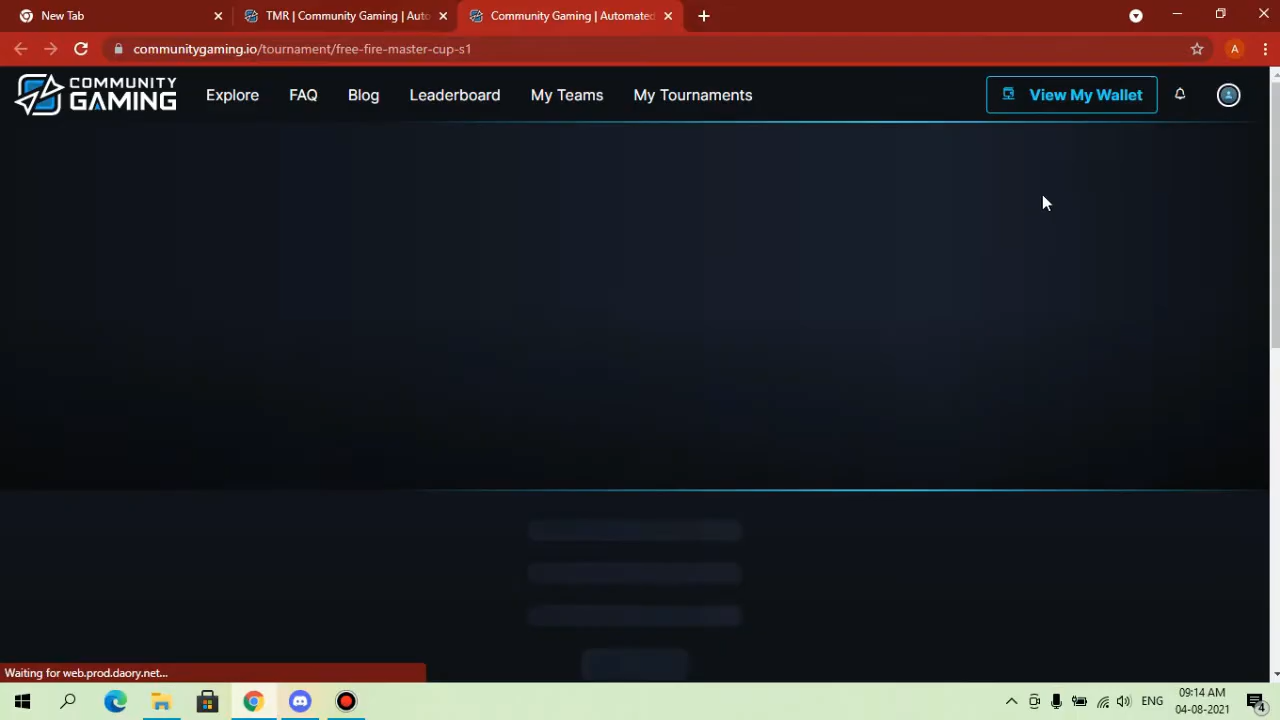 New Tab
TMR | Community Gaming | Auto
Community Gaming | Automated
communitygaming.io/tournament/free-fire-master-cup-s1
A
COMMUNITY GAMING
Explore
FAQ
Blog
Leaderboard
My Teams
My Tournaments
View My Wallet
Waiting for web.prod.daory.net...
ENG
09:14 AM
04-08-2021
4